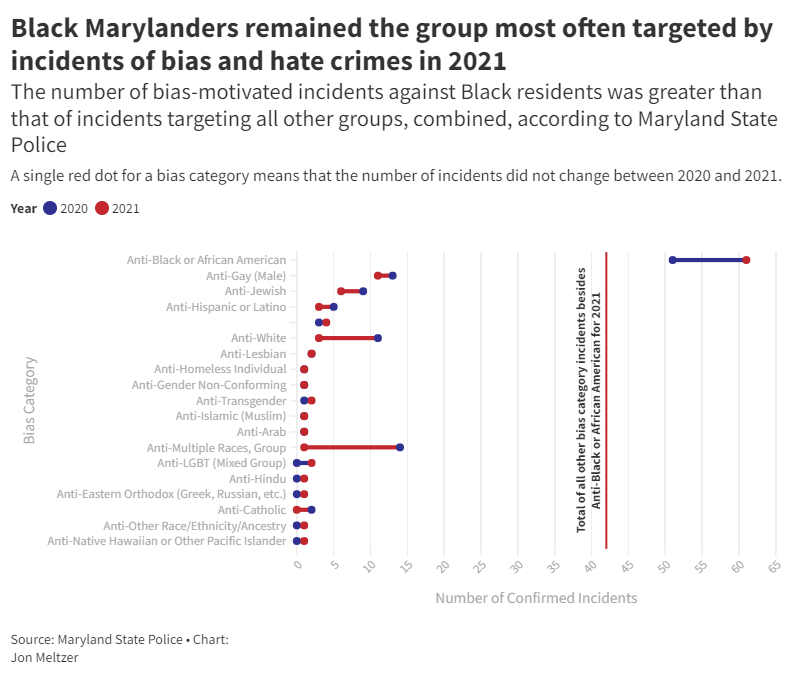 Black Marylanders remained the group most often targeted by
incidents of bias and hate crimes in 2021
The number of bias-motivated incidents against Black residents was greater than
that of incidents targeting all other groups, combined, according to Maryland State
Police
A single red dot for a bias category means that the number of incidents did not change between 2020 and 2021.
Year 2020 2021
Bias Category
Anti-Black or African American
Anti-Gay (Male)
Anti-Jewish
Anti-Hispanic or Latino
Anti-White
Anti-Lesbian
Anti-Homeless Individual
Anti-Gender Non-Conforming
Anti-Transgender
Anti-Islamic (Muslim)
Anti-Arab
Anti-Multiple Races, Group
Anti-LGBT (Mixed Group)
Anti-Hindu
Anti-Eastern Orthodox (Greek, Russian, etc.)
Anti-Catholic
Anti-Other Race/Ethnicity/Ancestry
Anti-Native Hawaiian or Other Pacific Islander
Total of all other bias category incidents besides
Anti-Black or African American for 2021
0 5 10 15 20 25 30 35 40 45 50 55 60 65
Number of Confirmed Incidents
Source: Maryland State Police • Chart:
Jon Meltzer